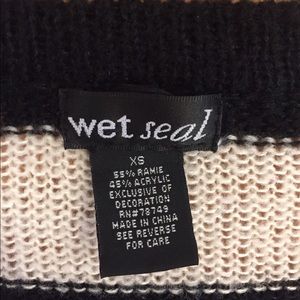 wet seal
XS
55% RAMIE
45% ACRYLIC
EXCLUSIVE OF
DECORATION
RN#78749
MADE IN CHINA
SEE REVERSE
FOR CARE